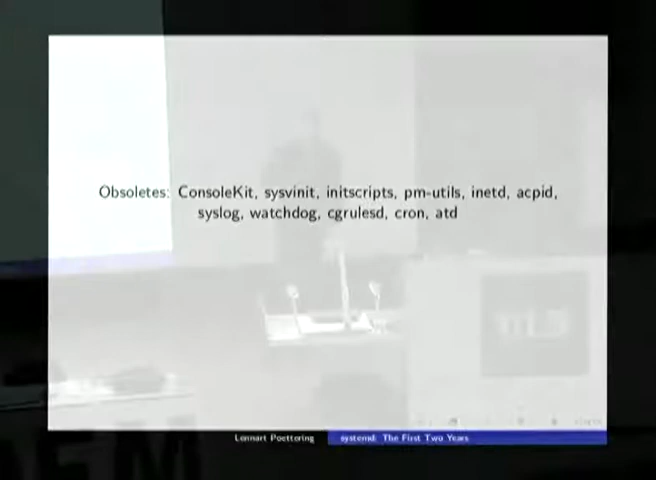 Obsoletes: ConsoleKit, sysvinit, initscripts, pm-utils, inetd, acpid,
syslog, watchdog, cgrulesd, cron, atd
Lennart Poettering
systemd: The First Two Years